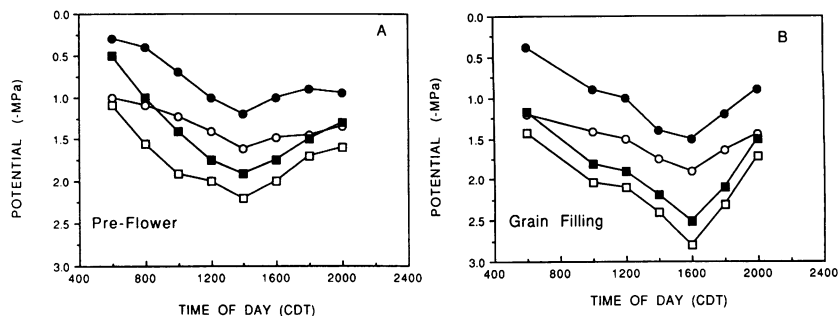 A
0.0
0.5
1.0
1.5
2.0
2.5
3.0
POTENTIAL (-MPa)
Pre-Flower
400 800 1200 1600 2000 2400
TIME OF DAY (CDT)
B
0.0
0.5
1.0
1.5
2.0
2.5
3.0
POTENTIAL (-MPa)
Grain Filling
400 800 1200 1600 2000 2400
TIME OF DAY (CDT)